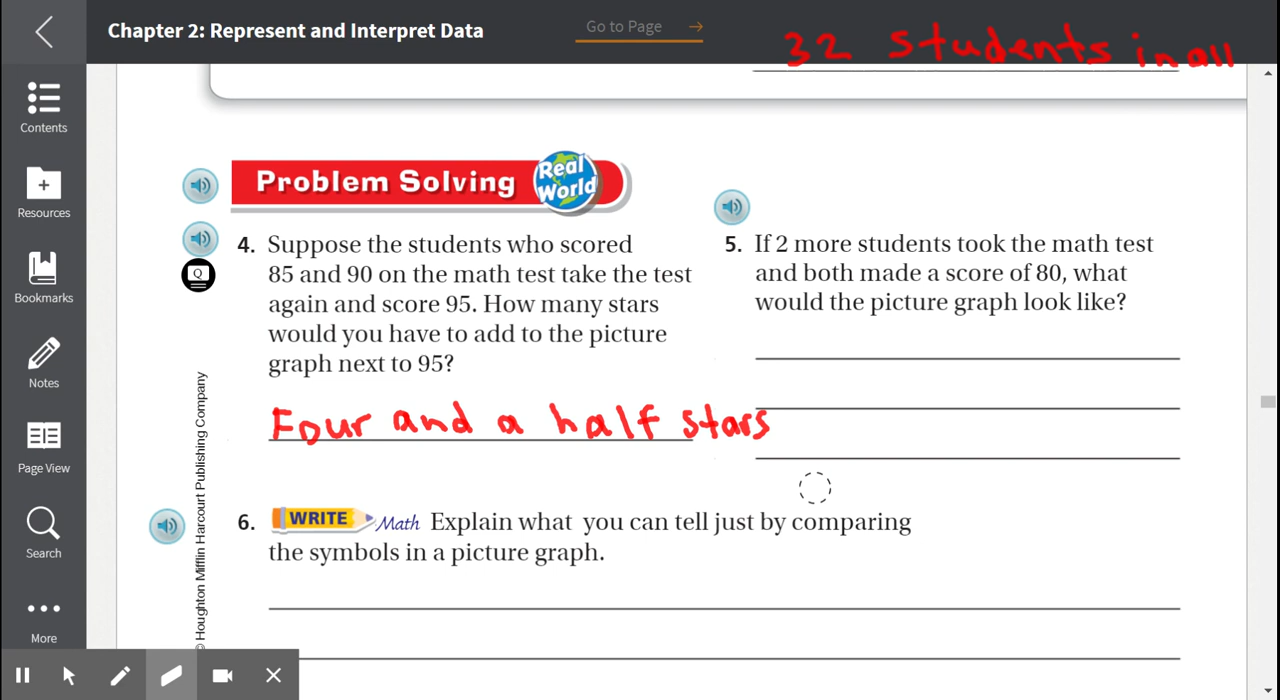 Chapter 2: Represent and Interpret Data
Go to Page →
32 students in all
Contents
Resources
Bookmarks
Notes
Page View
Search
More
Problem Solving
Real World
4. Suppose the students who scored
85 and 90 on the math test take the test
again and score 95. How many stars
would you have to add to the picture
graph next to 95?
Four and a half stars
5. If 2 more students took the math test
and both made a score of 80, what
would the picture graph look like?
Q
6. WRITE Math Explain what you can tell just by comparing
the symbols in a picture graph.
© Houghton Mifflin Harcourt Publishing Company